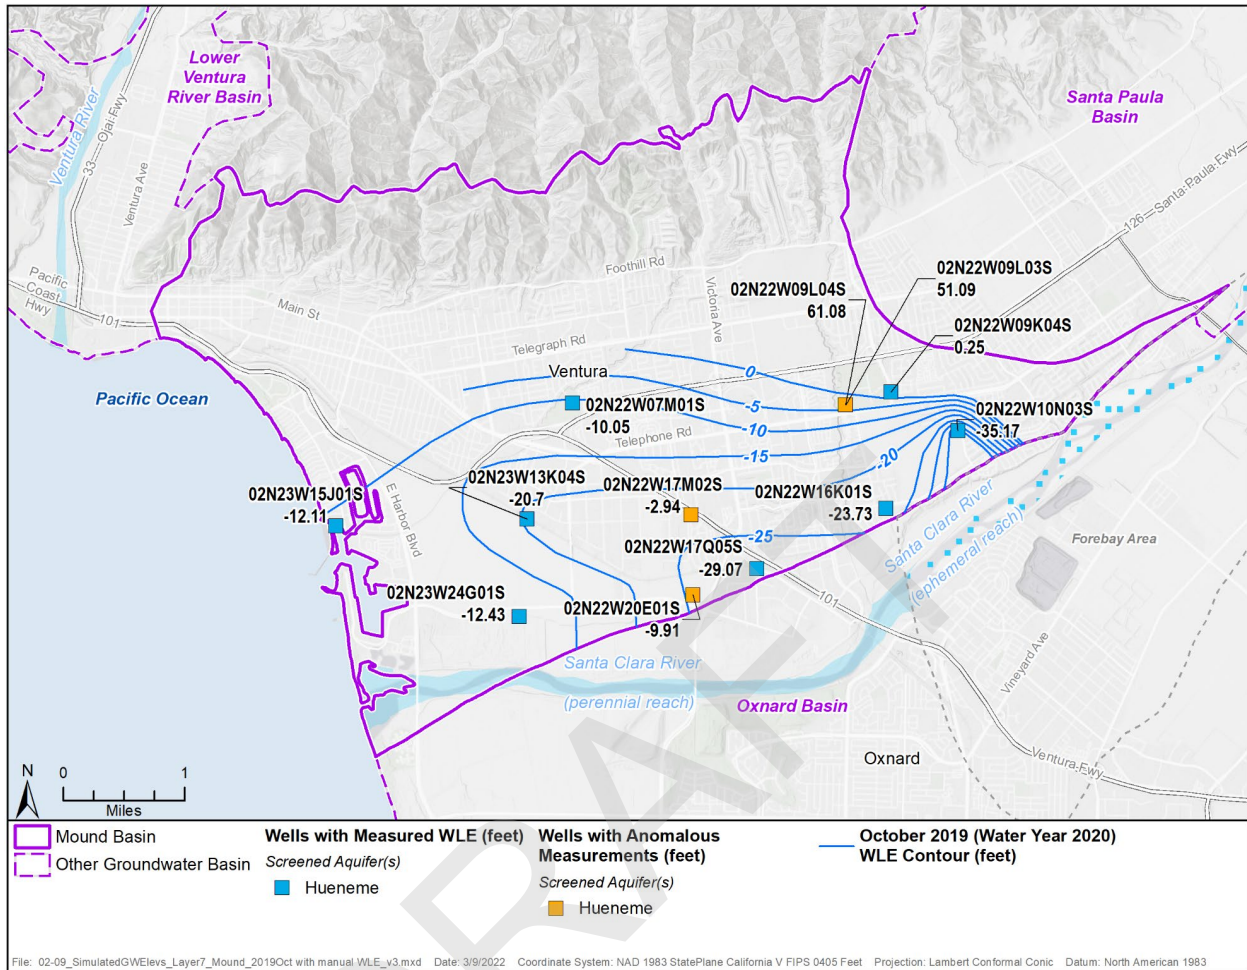 Lower
Ventura
River Basin
Santa Paula
Basin
Ventura River
33
Ojai Fwy
Ventura Ave
126
Santa Paula Fwy
Pacific
Coast
Hwy
101
Main St
Foothill Rd
Victoria Ave
02N22W09L03S
51.09
02N22W09L04S
61.08
02N22W09K04S
0.25
Telegraph Rd
Pacific Ocean
Ventura
0
-5
-10
-15
-20
-25
02N22W07M01S
-10.05
02N22W10N03S
-35.17
Telephone Rd
02N23W13K04S
-20.7
02N22W17M02S
-2.94
02N22W16K01S
-23.73
02N23W15J01S
-12.11
E Harbor Blvd
02N22W17Q05S
-29.07
Santa Clara River
(ephemeral reach)
Forebay Area
02N23W24G01S
-12.43
02N22W20E01S
-9.91
101
Vineyard Ave
Santa Clara River
(perennial reach)
Oxnard Basin
Oxnard
Ventura Fwy
N
0 1
Miles
DRAFT
Mound Basin
Other Groundwater Basin
Wells with Measured WLE (feet)
Screened Aquifer(s)
Hueneme
Wells with Anomalous
Measurements (feet)
Screened Aquifer(s)
Hueneme
October 2019 (Water Year 2020)
WLE Contour (feet)
File: 02-09_SimulatedGWElevs_Layer7_Mound_2019Oct with manual WLE_v3.mxd Date: 3/9/2022 Coordinate System: NAD 1983 StatePlane California V FIPS 0405 Feet Projection: Lambert Conformal Conic Datum: North American 1983